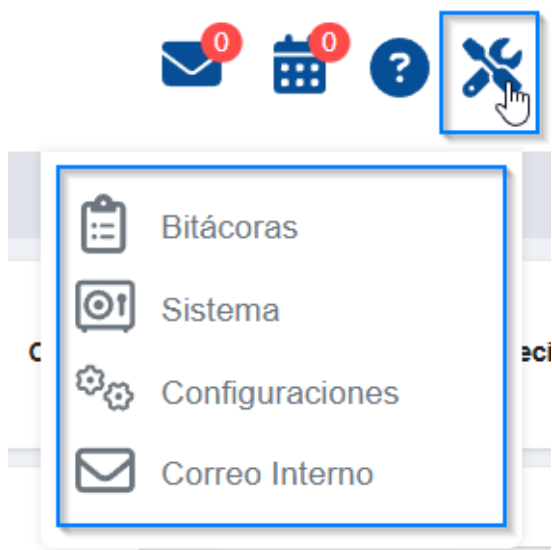 0
0
?
Bitácoras
Sistema
Configuraciones
Correo Interno